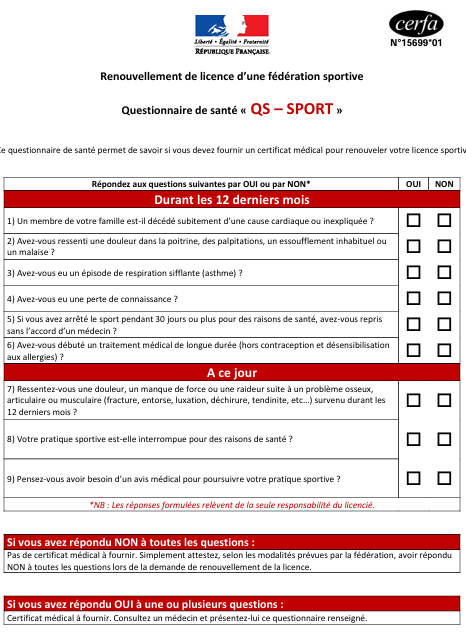 Liberté • Égalité • Fraternité
RÉPUBLIQUE FRANÇAISE
cerfa
N°15699*01
Renouvellement de licence d'une fédération sportive
Questionnaire de santé « QS – SPORT »
Ce questionnaire de santé permet de savoir si vous devez fournir un certificat médical pour renouveler votre licence sportive
Répondez aux questions suivantes par OUI ou par NON* OUI NON
Durant les 12 derniers mois
1) Un membre de votre famille est-il décédé subitement d'une cause cardiaque ou inexpliquée ?
2) Avez-vous ressenti une douleur dans la poitrine, des palpitations, un essoufflement inhabituel ou
un malaise ?
3) Avez-vous eu un épisode de respiration sifflante (asthme) ?
4) Avez-vous eu une perte de connaissance ?
5) Si vous avez arrêté le sport pendant 30 jours ou plus pour des raisons de santé, avez-vous repris
sans l'accord d'un médecin ?
6) Avez-vous débuté un traitement médical de longue durée (hors contraception et désensibilisation
aux allergies) ?
A ce jour
7) Ressentez-vous une douleur, un manque de force ou une raideur suite à un problème osseux,
articulaire ou musculaire (fracture, entorse, luxation, déchirure, tendinite, etc...) survenu durant les
12 derniers mois ?
8) Votre pratique sportive est-elle interrompue pour des raisons de santé ?
9) Pensez-vous avoir besoin d'un avis médical pour poursuivre votre pratique sportive ?
*NB : Les réponses formulées relèvent de la seule responsabilité du licencié.
Si vous avez répondu NON à toutes les questions :
Pas de certificat médical à fournir. Simplement attestez, selon les modalités prévues par la fédération, avoir répondu
NON à toutes les questions lors de la demande de renouvellement de la licence.
Si vous avez répondu OUI à une ou plusieurs questions :
Certificat médical à fournir. Consultez un médecin et présentez-lui ce questionnaire renseigné.